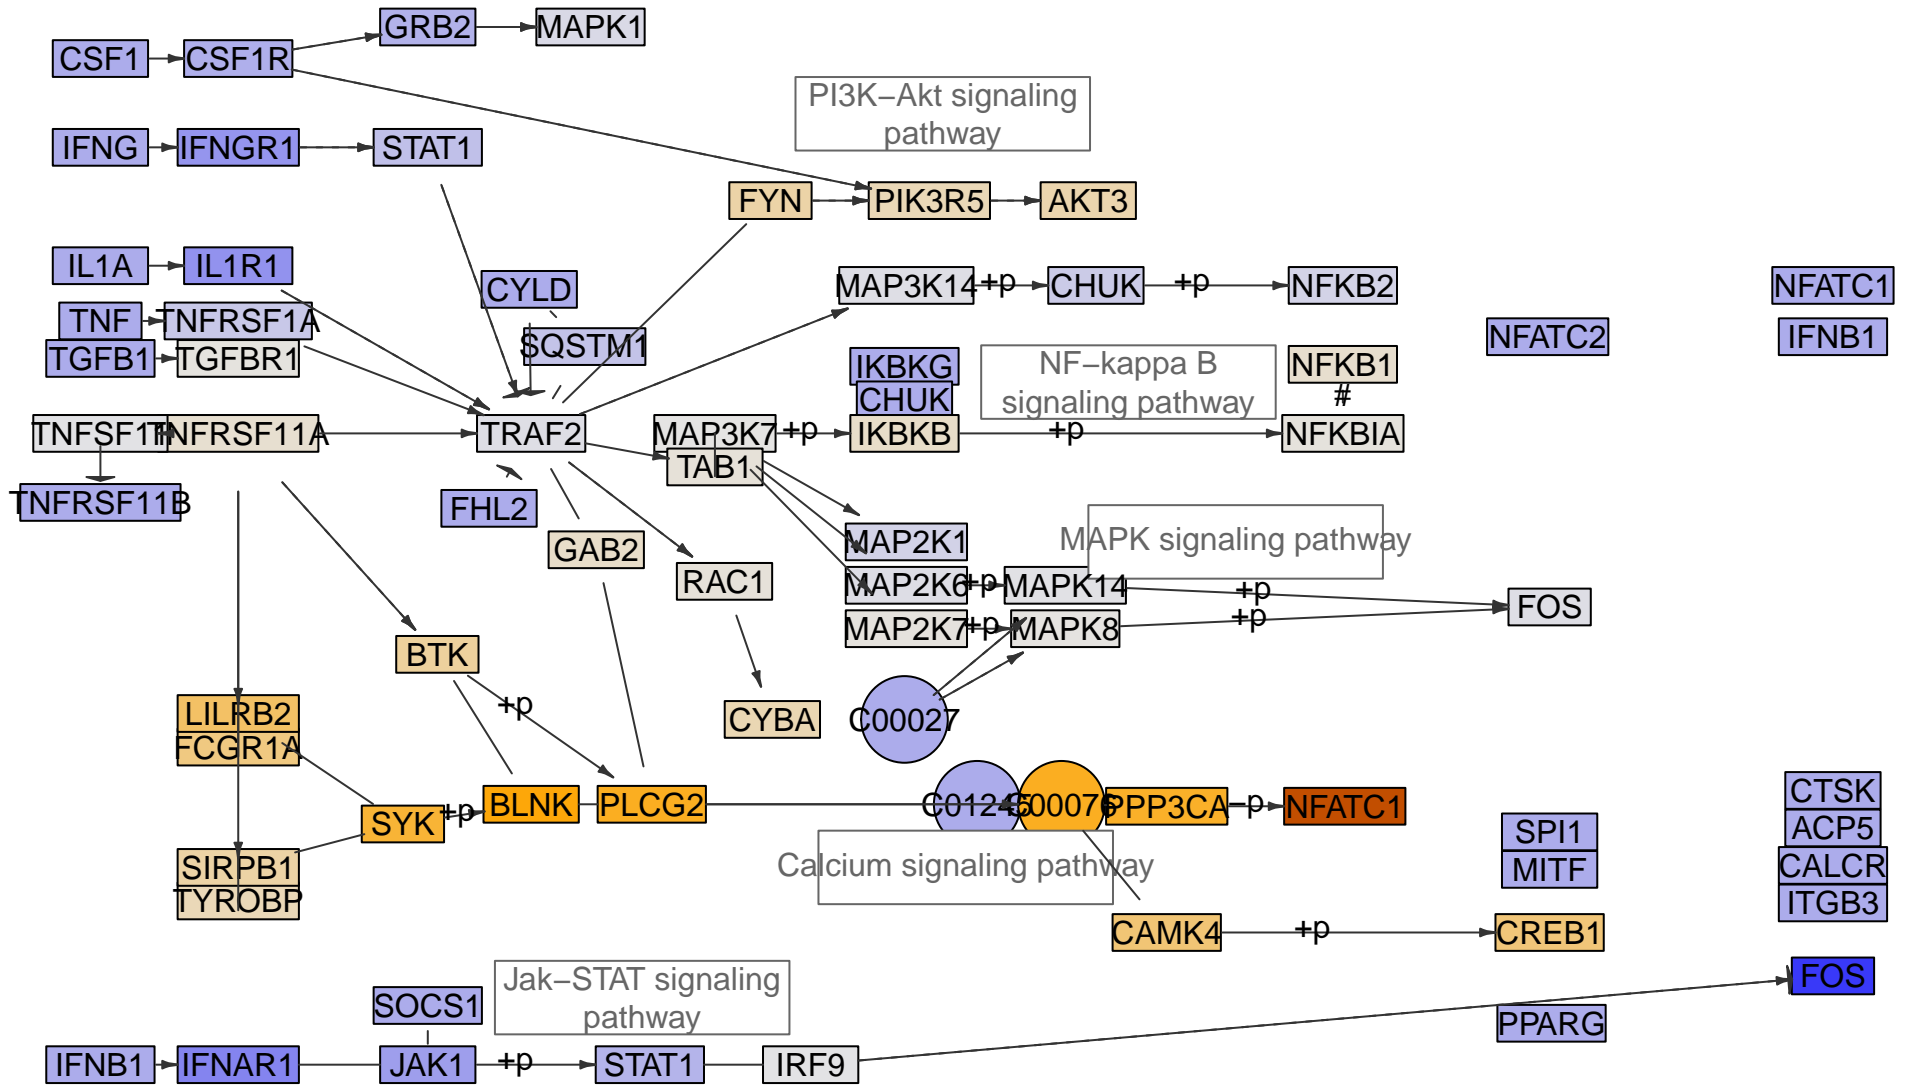 GRB2
MAPK1
CSF1
CSF1R
PI3K−Akt signaling
pathway
IFNG
IFNGR1
STAT1
FYN
PIK3R5
AKT3
IL1A
IL1R1
CYLD
MAP3K14
+p
CHUK
+p
NFKB2
NFATC1
TNF
TNFRSF1A
SQSTM1
NFATC2
IFNB1
TGFB1
TGFBR1
IKBKG
NF−kappa B
signaling pathway
NFKB1
CHUK
#
TNFRSF11A
TRAF2
MAP3K7
+p
IKBKB
+p
NFKBIA
TAB1
TNFRSF11B
FHL2
GAB2
MAP2K1
MAPK signaling pathway
RAC1
MAP2K6
+p
MAPK14
+p
FOS
MAP2K7
+p
MAPK8
+p
BTK
+p
LILRB2
FCGR1A
CYBA
C00027
SYK
+p
BLNK
PLCG2
C01245
C00076
PPP3CA
−p
NFATC1
CTSK
SPI1
ACP5
SIRPB1
TYROBP
Calcium signaling pathway
MITF
CALCR
ITGB3
CAMK4
+p
CREB1
Jak−STAT signaling
pathway
FOS
SOCS1
PPARG
IFNB1
IFNAR1
JAK1
+p
STAT1
IRF9